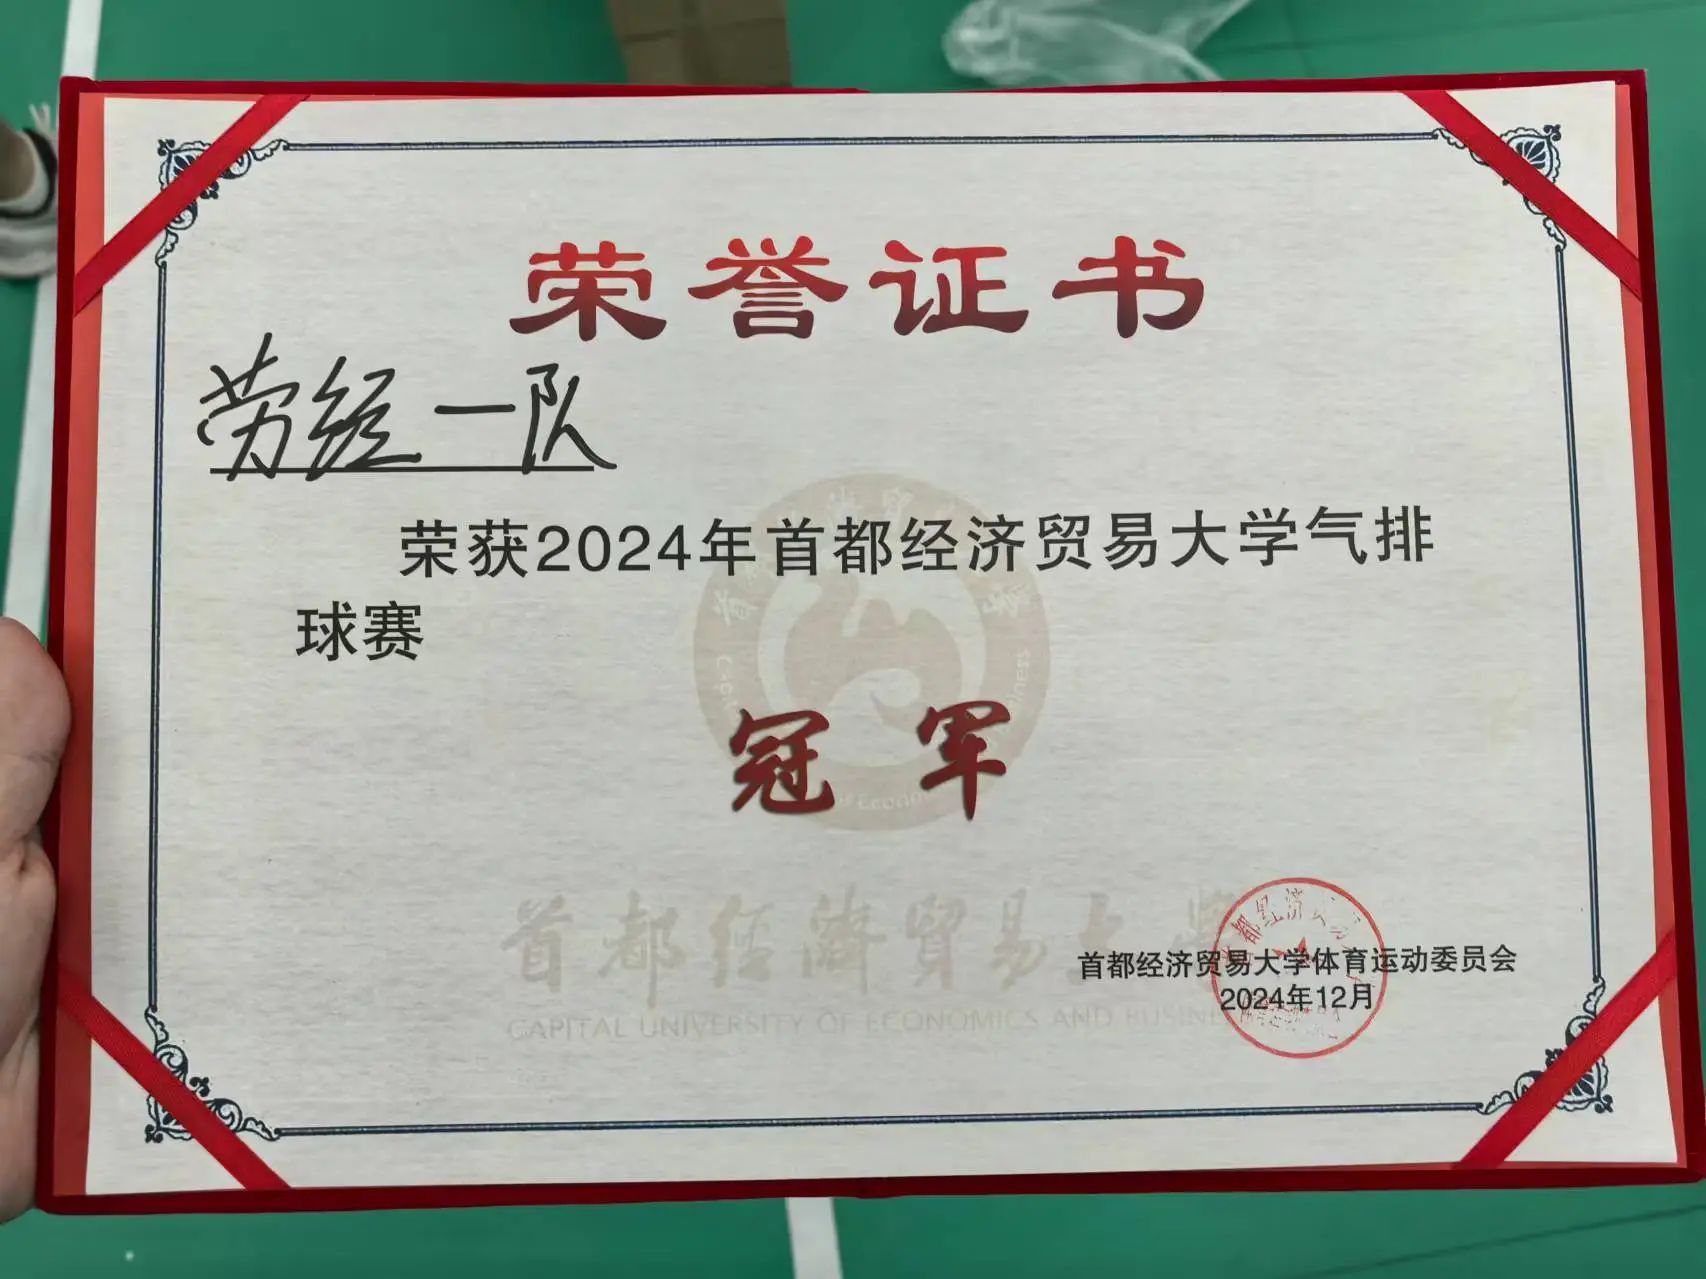 荣誉证书
劳经一队
荣获2024年首都经济贸易大学气排
球赛
冠军
首都经济贸易大学
CAPITAL UNIVERSITY OF ECONOMICS AND BUSINESS
首都经济贸易大学体育运动委员会
2024年12月